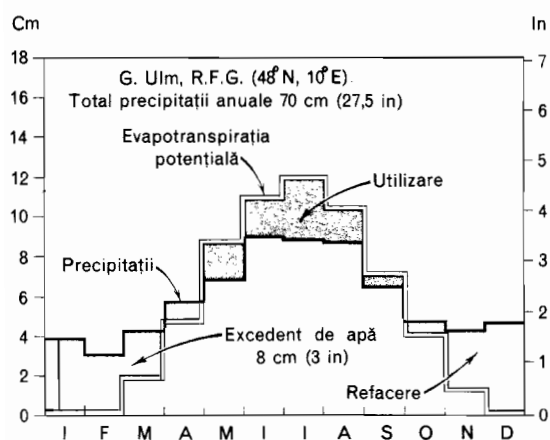 Cm
In
G. Ulm, R.F.G. (48°N, 10°E)
Total precipitații anuale 70 cm (27,5 in)
Evapotranspirația
potențială
Utilizare
Precipitații
Excedent de apă
8 cm (3 in)
Refacere
18
16
14
12
10
8
6
4
2
0
7
6
5
4
3
2
1
0
I F M A M I I A S O N D